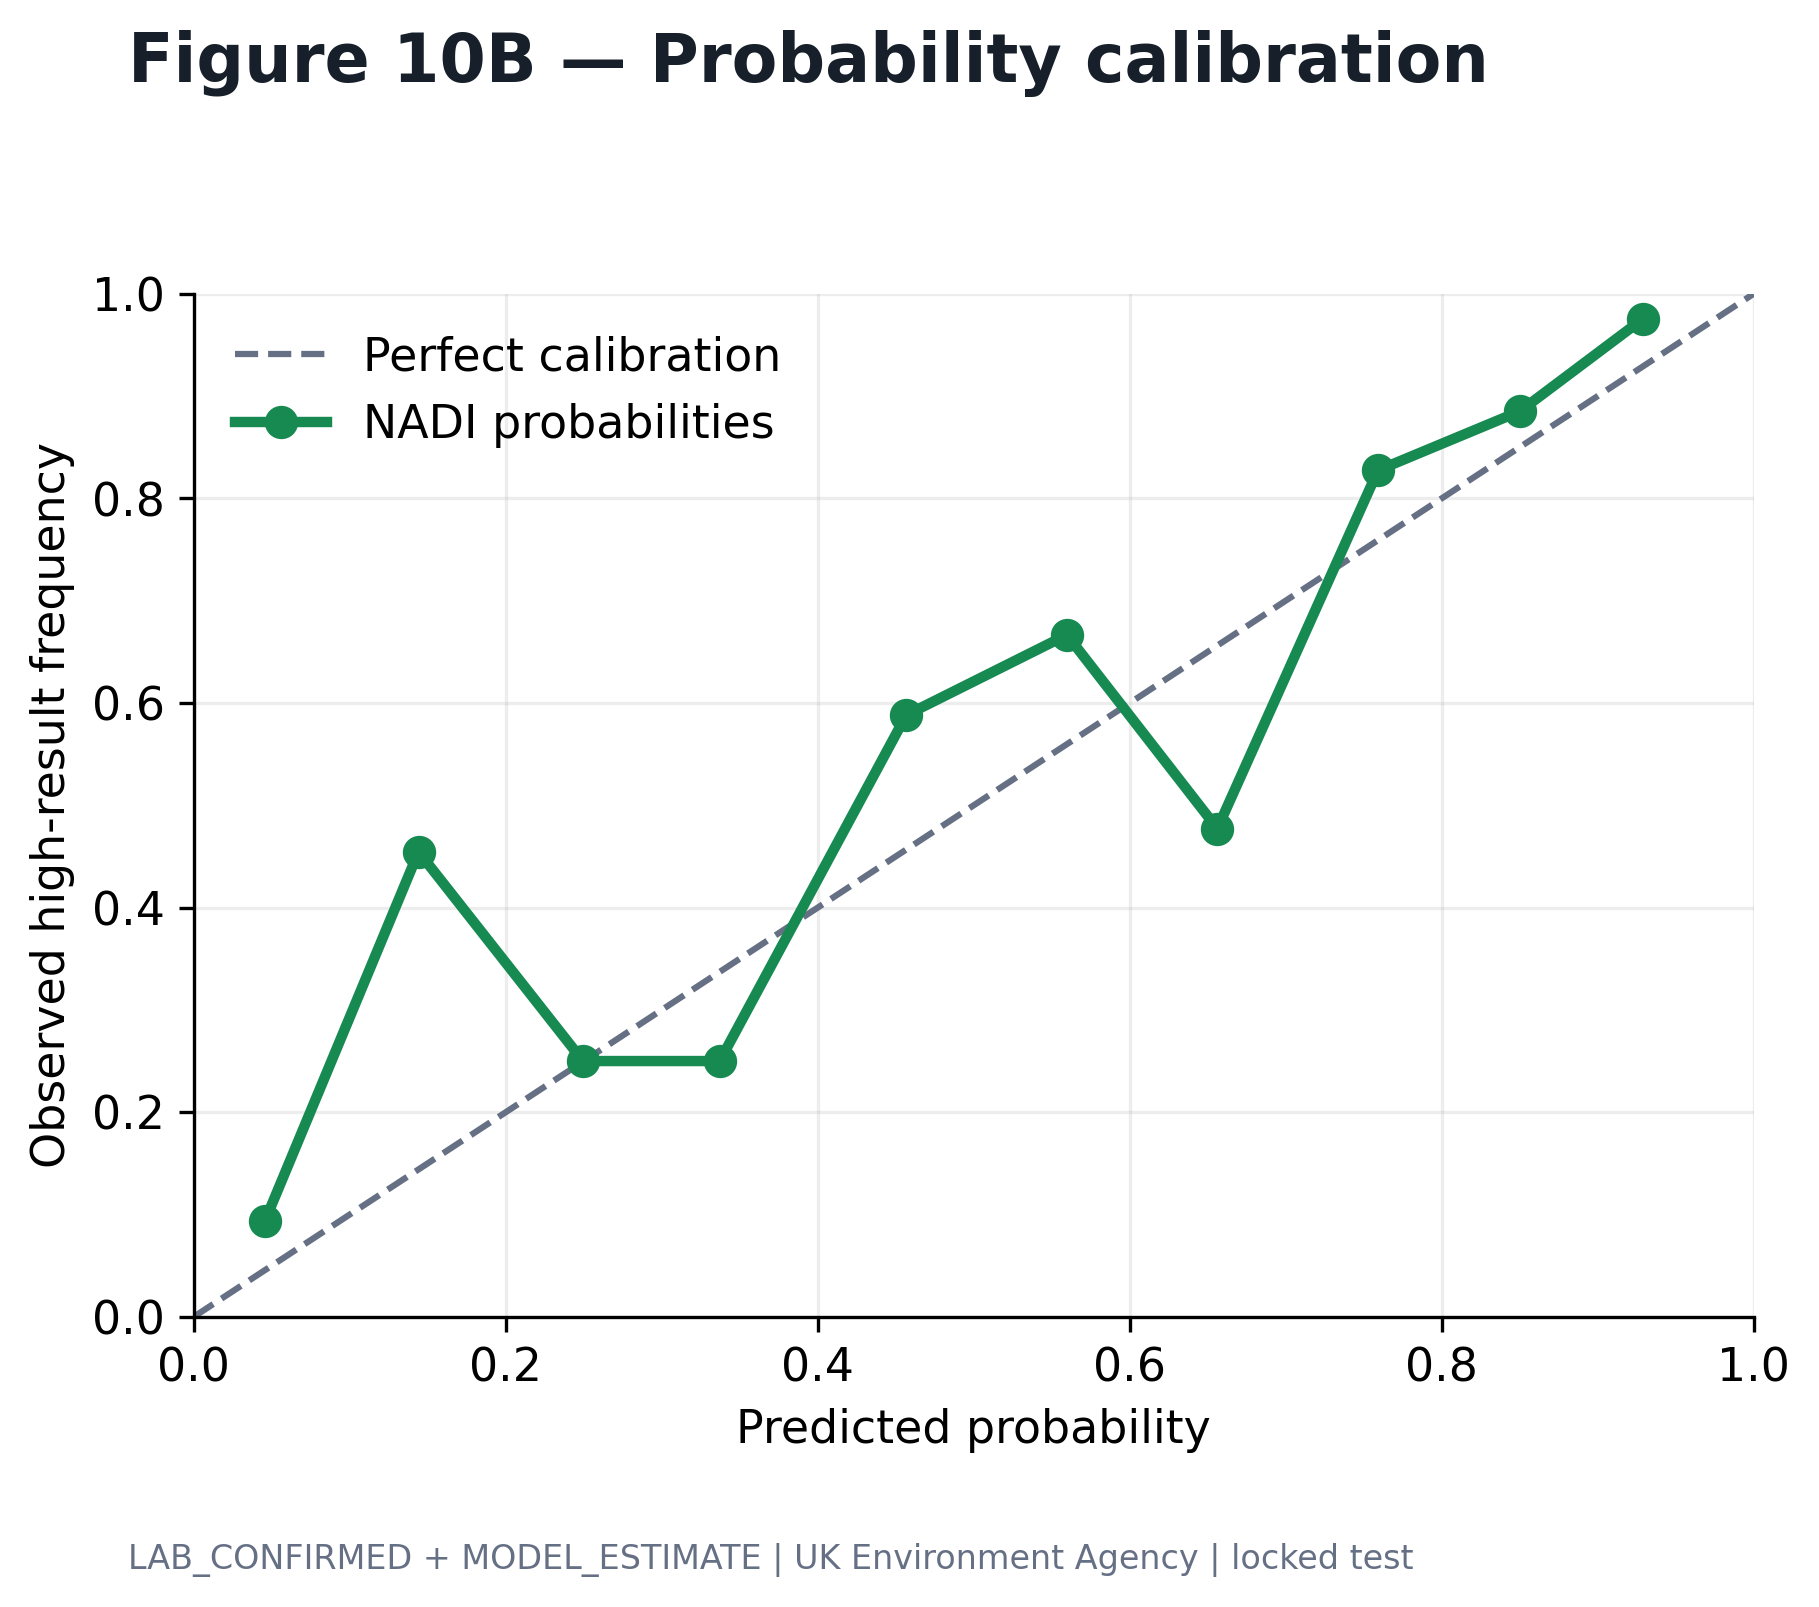 Figure 10B — Probability calibration
1.0
0.8
0.6
0.4
0.2
0.0
Observed high-result frequency
Perfect calibration
NADI probabilities
0.0 0.2 0.4 0.6 0.8 1.0
Predicted probability
LAB_CONFIRMED + MODEL_ESTIMATE | UK Environment Agency | locked test